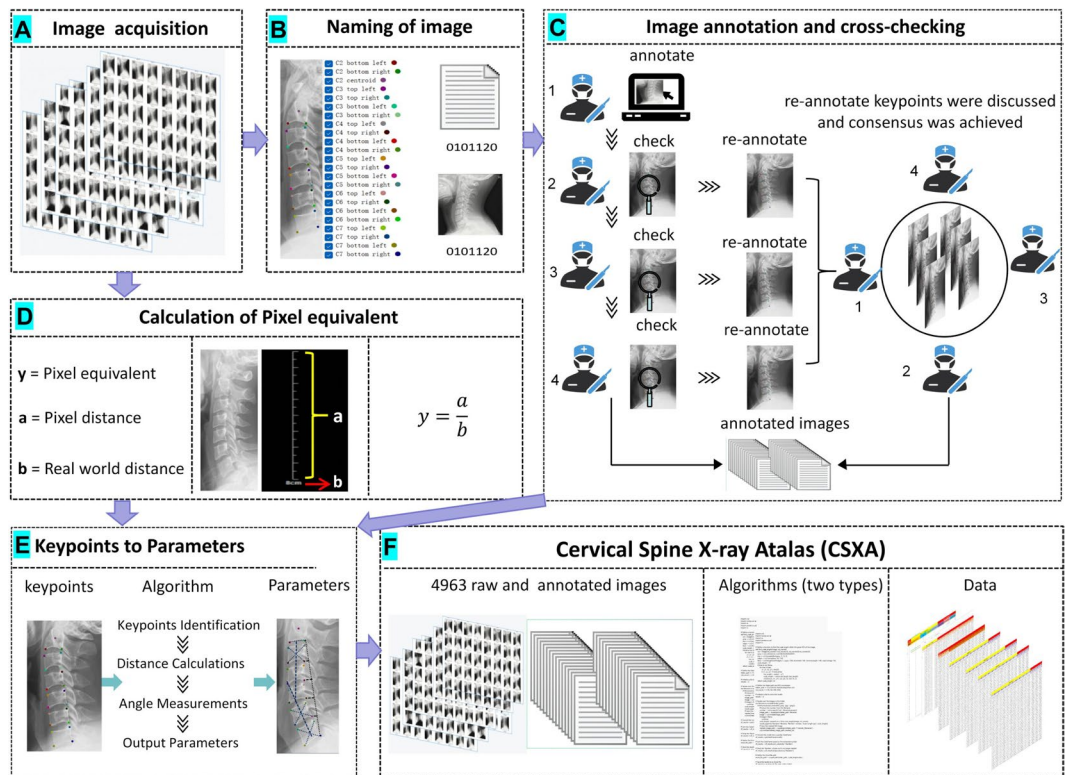 A
Image acquisition
B
Naming of image
C2 bottom left
C2 bottom right
C2 centroid
C3 top left
C3 top right
C3 bottom left
C3 bottom right
C4 top left
C4 top right
C4 bottom left
C4 bottom right
C5 top left
C5 top right
C5 bottom left
C5 bottom right
C6 top left
C6 top right
C6 bottom left
C6 bottom right
C7 top left
C7 top right
C7 bottom left
C7 bottom right
0101120
0101120
C
Image annotation and cross-checking
annotate
1
check
re-annotate
2
check
re-annotate
3
check
re-annotate
4
re-annotate keypoints were discussed
and consensus was achieved
4
1
3
2
annotated images
D
Calculation of Pixel equivalent
y = Pixel equivalent
a = Pixel distance
b = Real world distance
a
b
y = a/b
E
Keypoints to Parameters
keypoints
Algorithm
Parameters
Keypoints Identification
Distance Calculations
Angle Measurements
Output Parameters
F
Cervical Spine X-ray Atalas (CSXA)
4963 raw and annotated images
Algorithms (two types)
Data